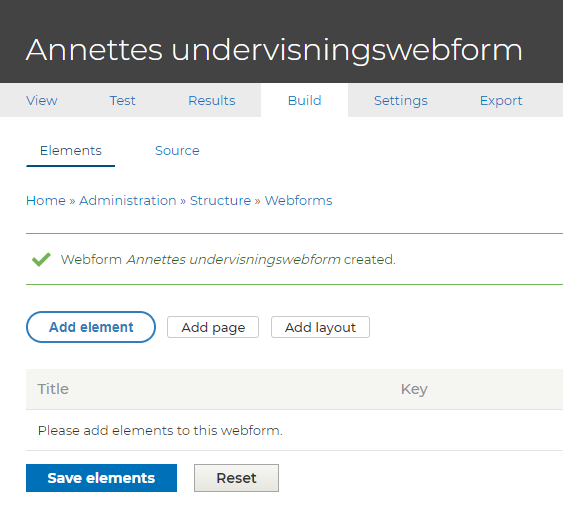 Annettes undervisningswebform
View Test Results Build Settings Export
Elements Source
Home » Administration » Structure » Webforms
Webform Annettes undervisningswebform created.
Add element Add page Add layout
Title Key
Please add elements to this webform.
Save elements Reset